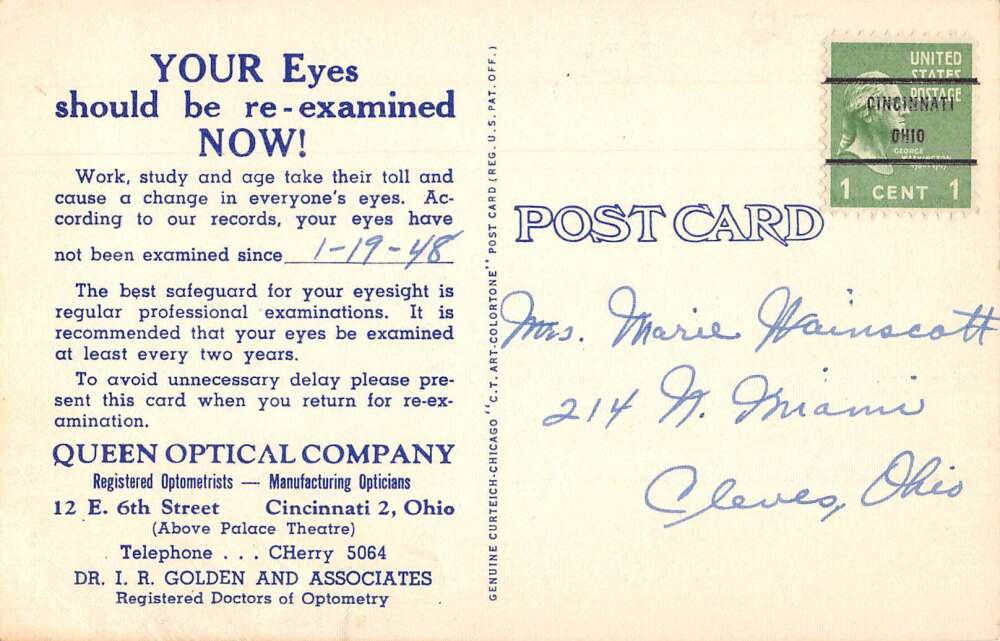 YOUR Eyes
should be re-examined
NOW!
Work, study and age take their toll and
cause a change in everyone's eyes. Ac-
cording to our records, your eyes have
not been examined since 1-19-48
The best safeguard for your eyesight is
regular professional examinations. It is
recommended that your eyes be examined
at least every two years.
To avoid unnecessary delay please pre-
sent this card when you return for re-ex-
amination.
QUEEN OPTICAL COMPANY
Registered Optometrists — Manufacturing Opticians
12 E. 6th Street Cincinnati 2, Ohio
(Above Palace Theatre)
Telephone . . . CHerry 5064
DR. I. R. GOLDEN AND ASSOCIATES
Registered Doctors of Optometry
GENUINE CURTEICH-CHICAGO "C.T. ART-COLORTONE" POST CARD (REG. U.S. PAT. OFF.)
UNITED
STATES
POSTAGE
CINCINNATI
OHIO
GEORGE
WASHINGTON
1 CENT 1
POST CARD
Mrs. Marie Wainscott
214 N. Miami
Cleves, Ohio